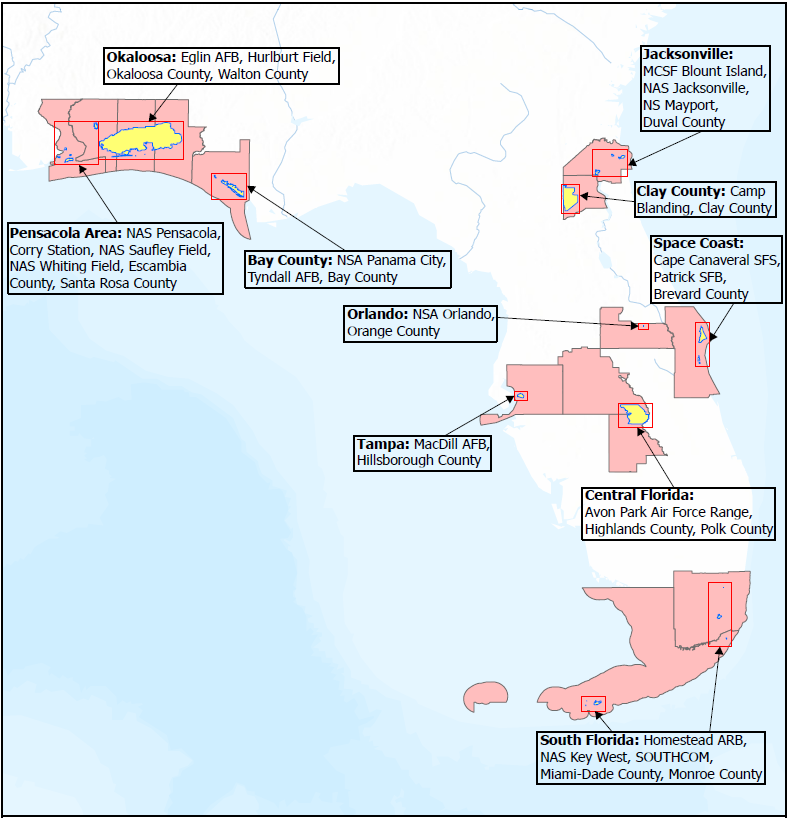 Okaloosa: Eglin AFB, Hurlburt Field,
Okaloosa County, Walton County
Jacksonville:
MCSF Blount Island,
NAS Jacksonville,
NS Mayport,
Duval County
Clay County: Camp
Blanding, Clay County
Pensacola Area: NAS Pensacola,
Corry Station, NAS Saufley Field,
NAS Whiting Field, Escambia
County, Santa Rosa County
Bay County: NSA Panama City,
Tyndall AFB, Bay County
Space Coast:
Cape Canaveral SFS,
Patrick SFB,
Brevard County
Orlando: NSA Orlando,
Orange County
Tampa: MacDill AFB,
Hillsborough County
Central Florida:
Avon Park Air Force Range,
Highlands County, Polk County
South Florida: Homestead ARB,
NAS Key West, SOUTHCOM,
Miami-Dade County, Monroe County